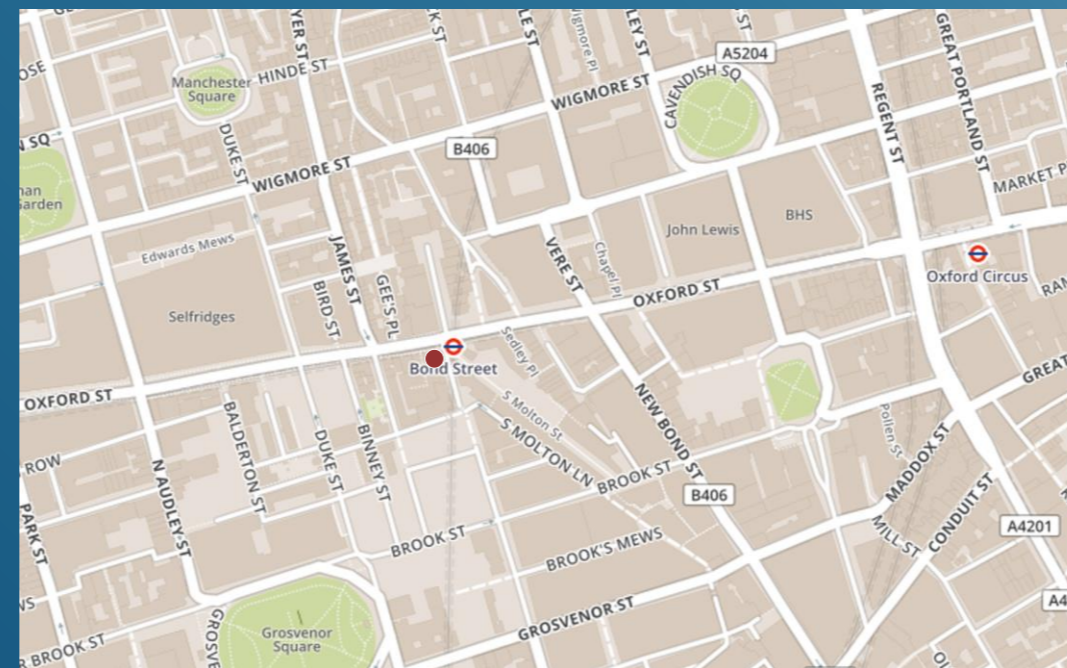 HINDE ST
Manchester
Square
DUKE ST
WIGMORE ST
WIGMORE ST
B406
A5204
CAVENDISH SQ
Wigmore Pl
REGENT ST
GREAT PORTLAND ST
Edwards Mews
Selfridges
JAMES ST
BIRD ST
GEE'S PL
VERE ST
Chapel Pl
John Lewis
BHS
OXFORD ST
Oxford Circus
Bond Street
Sedley Pl
OXFORD ST
BALDERTON ST
DUKE ST
BINNEY ST
S Molton St
S MOLTON LN
NEW BOND ST
Pollen St
MADDOX ST
CONDUIT ST
MILL ST
N AUDLEY ST
PARK ST
ROW
BROOK ST
BROOK ST
B406
A4201
BROOK'S MEWS
GROSVENOR ST
Grosvenor
Square
BROOK ST
GREAT